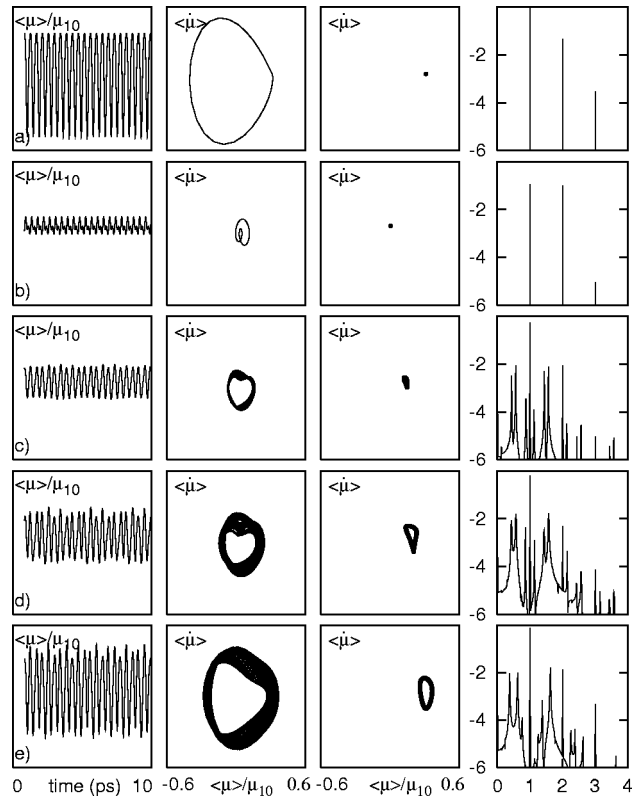 <μ>/μ10 <μ̇> -2 -4 -6 a)
<μ>/μ10 <μ̇> -2 -4 -6 b)
<μ>/μ10 <μ̇> -2 -4 -6 c)
<μ>/μ10 <μ̇> -2 -4 -6 d)
<μ>/μ10 <μ̇> -2 -4 -6 e)
0 time (ps) 10 -0.6 <μ>/μ10 0.6 -0.6 <μ>/μ10 0.6 0 1 2 3 4